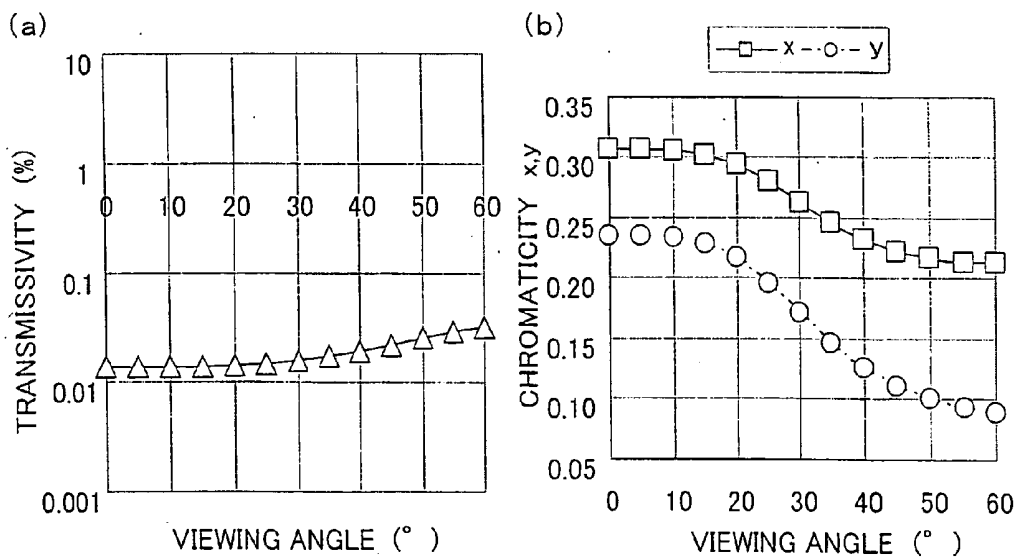 (a)
TRANSMISSIVITY (%)
10
1
0 10 20 30 40 50 60
0.1
0.01
0.001
VIEWING ANGLE (°)
(b)
x y
CHROMATICITY x,y
0.35
0.30
0.25
0.20
0.15
0.10
0.05
0 10 20 30 40 50 60
VIEWING ANGLE (°)